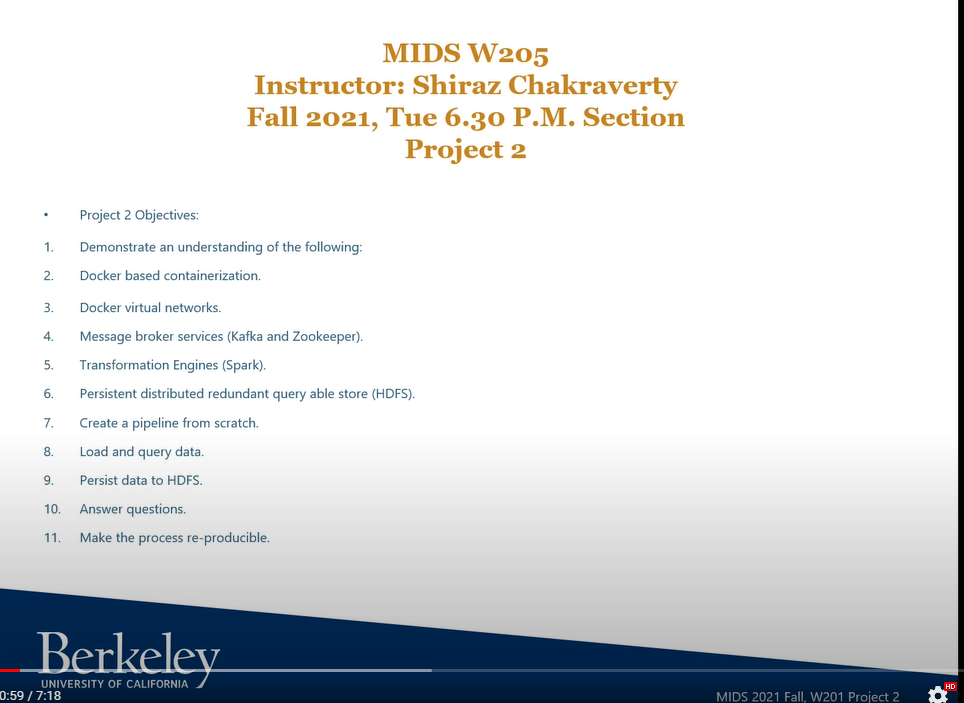 MIDS W205
Instructor: Shiraz Chakraverty
Fall 2021, Tue 6.30 P.M. Section
Project 2
• Project 2 Objectives:
1. Demonstrate an understanding of the following:
2. Docker based containerization.
3. Docker virtual networks.
4. Message broker services (Kafka and Zookeeper).
5. Transformation Engines (Spark).
6. Persistent distributed redundant query able store (HDFS).
7. Create a pipeline from scratch.
8. Load and query data.
9. Persist data to HDFS.
10. Answer questions.
11. Make the process re-producible.
Berkeley
UNIVERSITY OF CALIFORNIA
0:59 / 7:18
MIDS 2021 Fall, W201 Project 2
HD